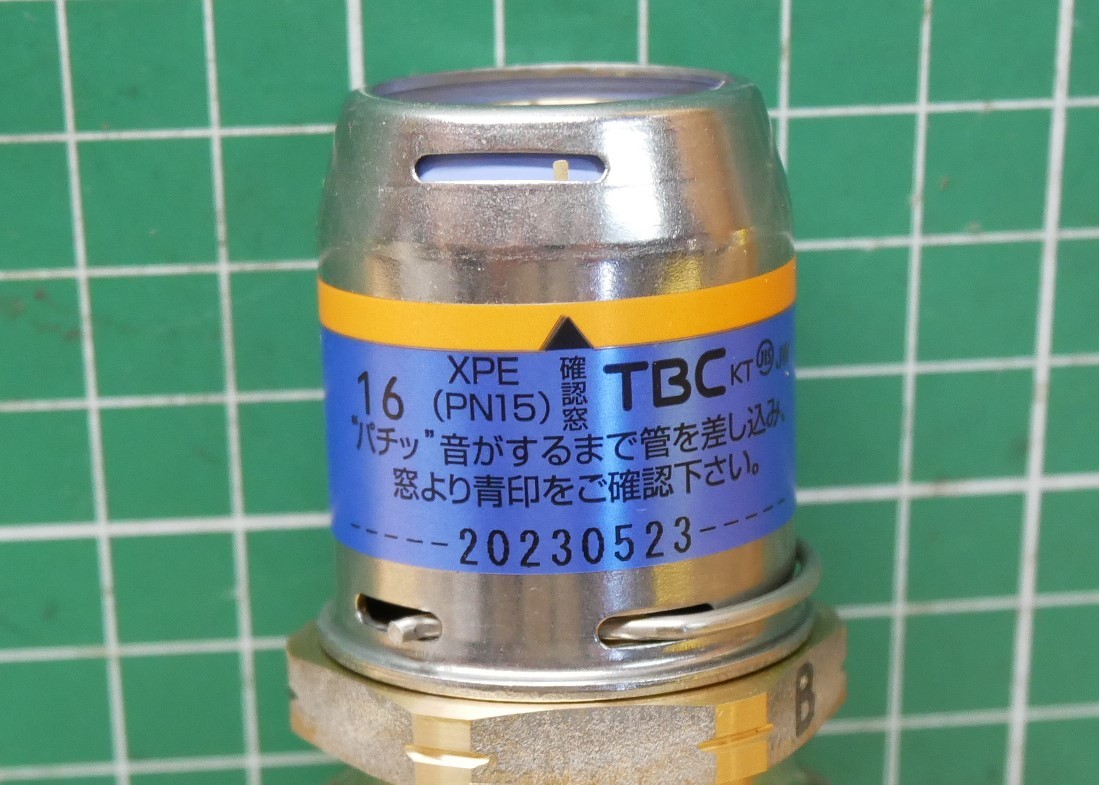 16 XPE (PN15) 確認窓 TBC KT JIS
"パチッ"音がするまで管を差し込み、
窓より青印をご確認下さい。
-----20230523-----
B